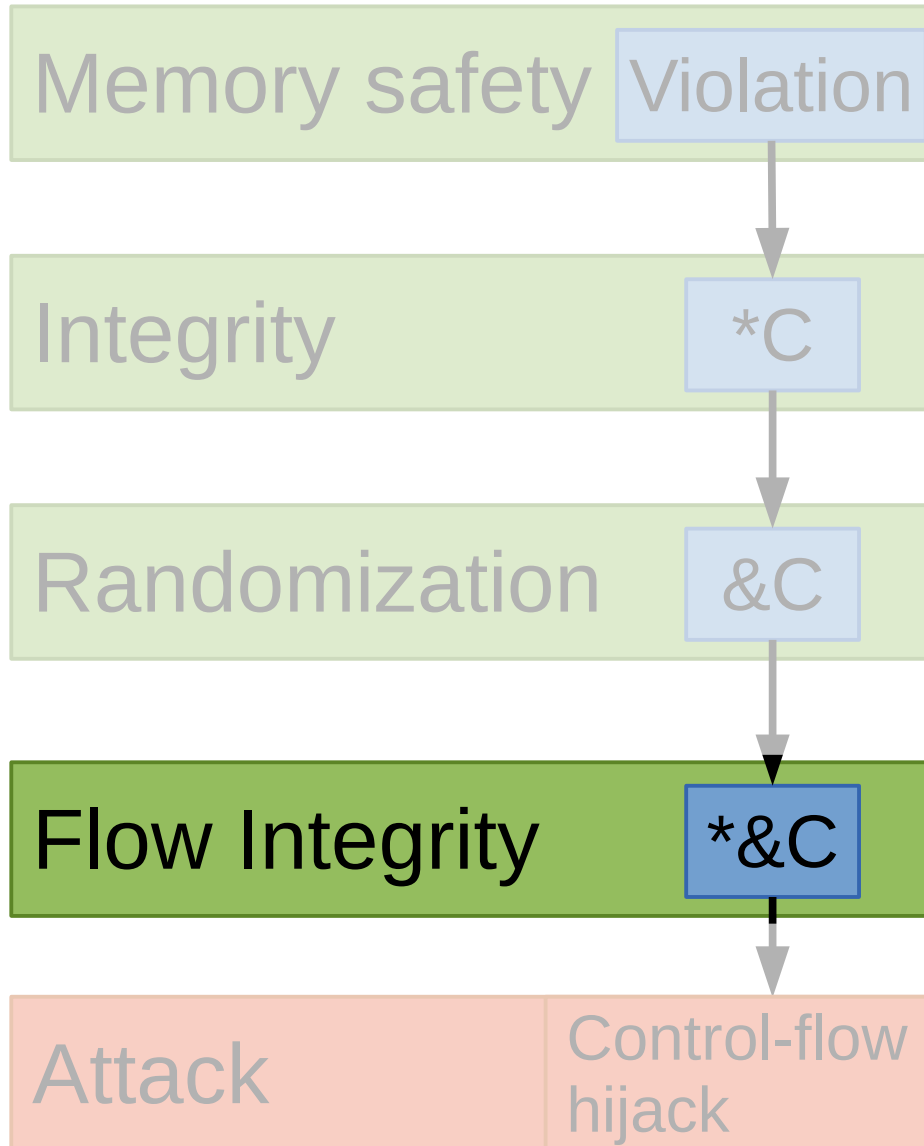 Memory safety Violation
Integrity *C
Randomization &C
Flow Integrity *&C
Attack Control-flow
hijack